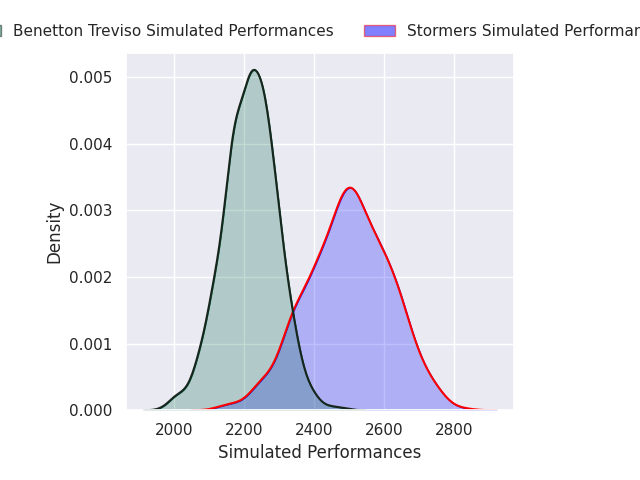 Benetton Treviso Simulated Performances
Stormers Simulated
0.005
0.004
0.003
0.002
0.001
0.000
Density
2000 2200 2400 2600 2800
Simulated Performances